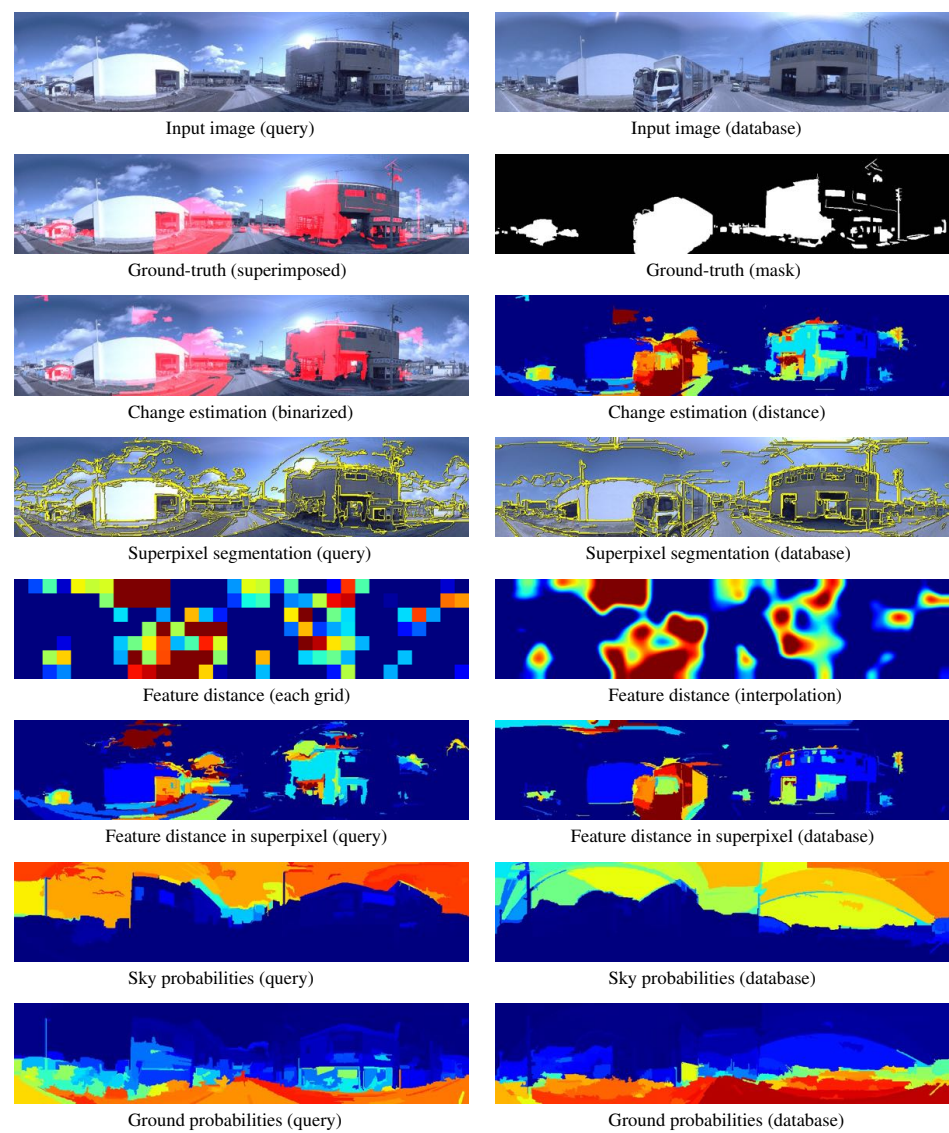 Input image (query)
Input image (database)
Ground-truth (superimposed)
Ground-truth (mask)
Change estimation (binarized)
Change estimation (distance)
Superpixel segmentation (query)
Superpixel segmentation (database)
Feature distance (each grid)
Feature distance (interpolation)
Feature distance in superpixel (query)
Feature distance in superpixel (database)
Sky probabilities (query)
Sky probabilities (database)
Ground probabilities (query)
Ground probabilities (database)